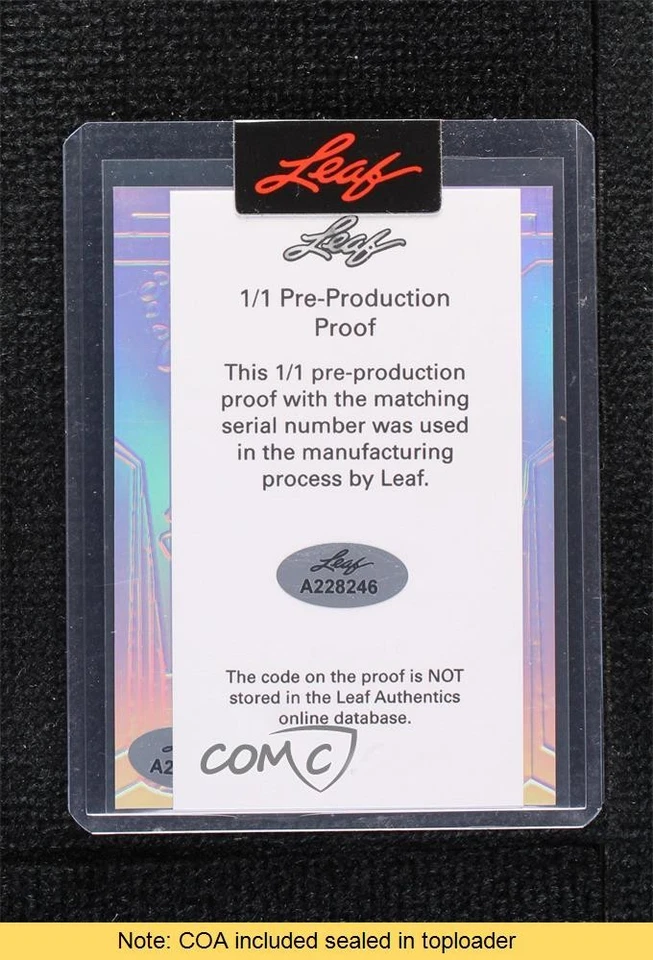 Leaf
Leaf
1/1 Pre-Production
Proof
This 1/1 pre-production
proof with the matching
serial number was used
in the manufacturing
process by Leaf.
Leaf
A228246
The code on the proof is NOT
stored in the Leaf Authentics
online database.
A2
COMC
Note: COA included sealed in toploader